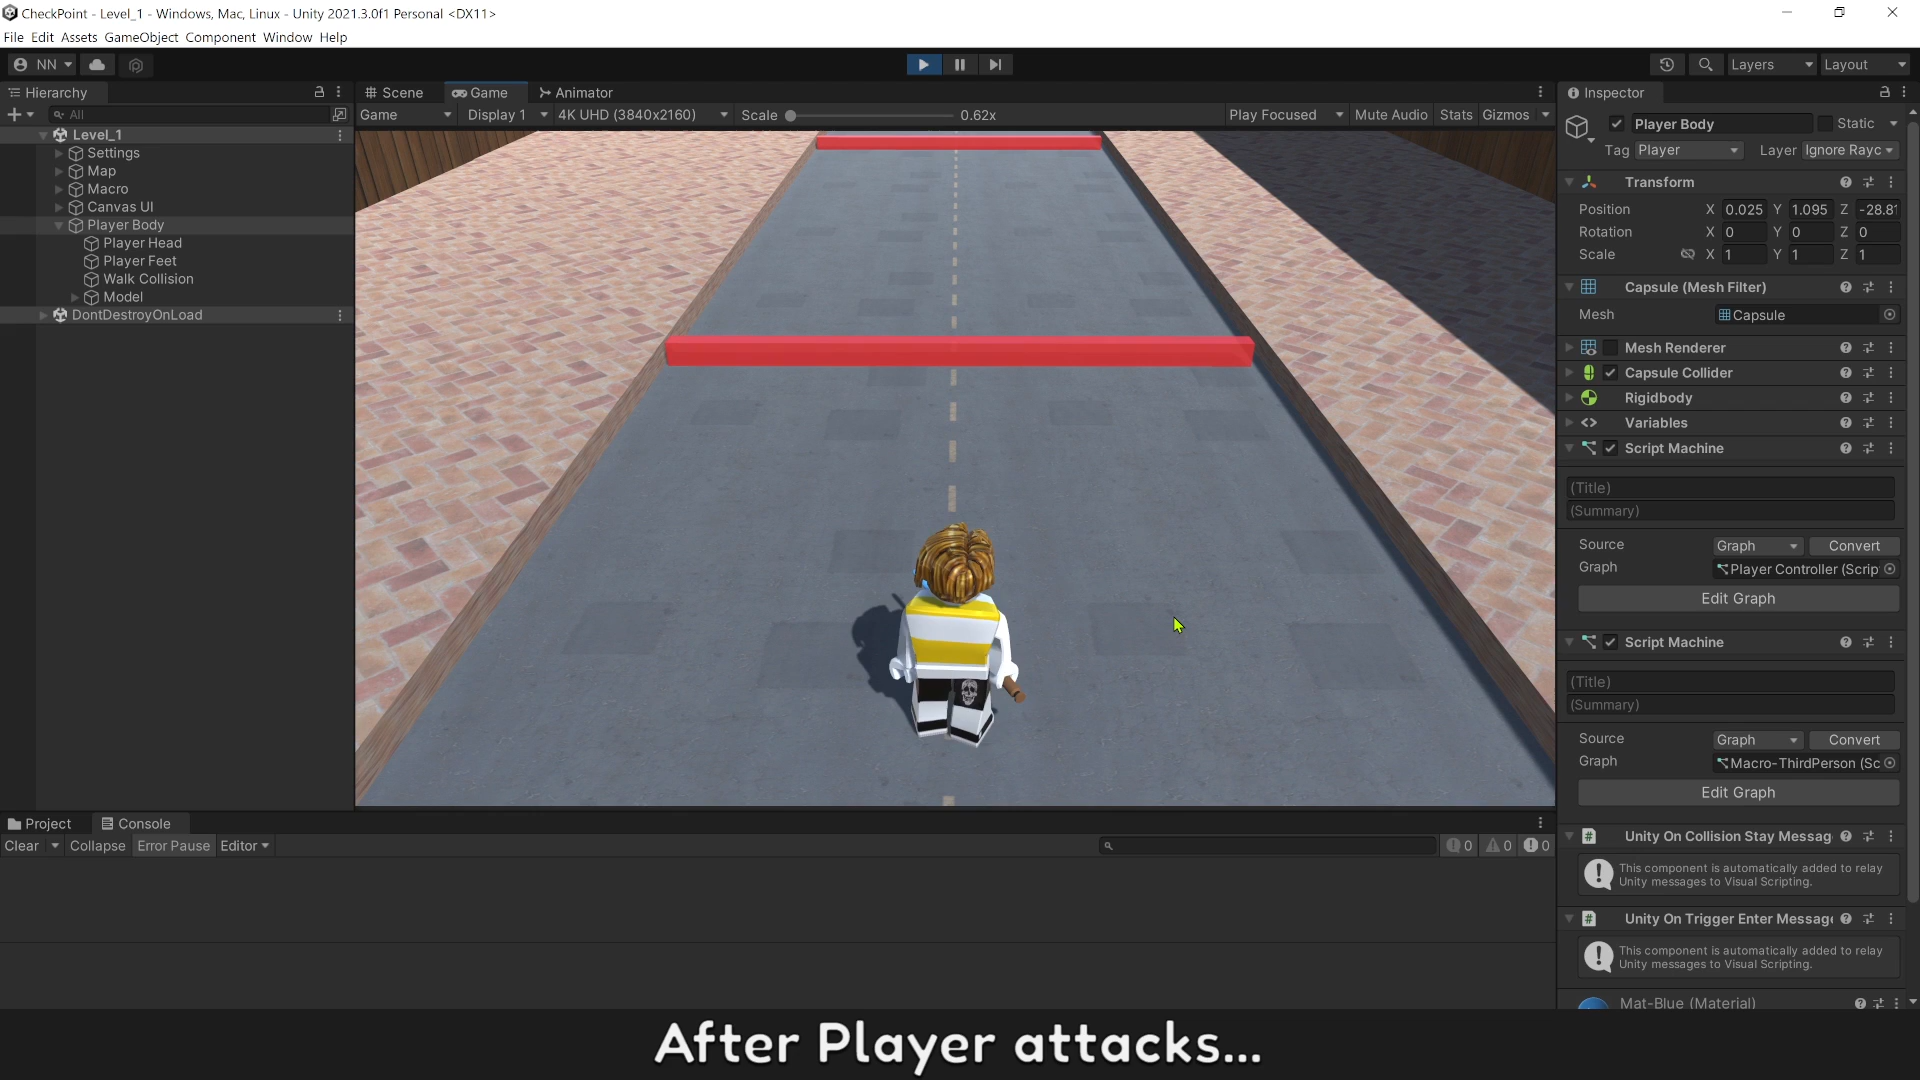 CheckPoint - Level_1 - Windows, Mac, Linux - Unity 2021.3.0f1 Personal <DX11>
File Edit Assets GameObject Component Window Help
NN
Layers
Layout
Hierarchy
All
Level_1
Settings
Map
Macro
Canvas UI
Player Body
Player Head
Player Feet
Walk Collision
Model
DontDestroyOnLoad
Scene
Game
Animator
Game
Display 1
4K UHD (3840x2160)
Scale
0.62x
Play Focused
Mute Audio
Stats
Gizmos
Inspector
Player Body
Static
Tag Player
Layer Ignore Rayc
Transform
Position X 0.025 Y 1.095 Z -28.81
Rotation X 0 Y 0 Z 0
Scale X 1 Y 1 Z 1
Capsule (Mesh Filter)
Mesh Capsule
Mesh Renderer
Capsule Collider
Rigidbody
Variables
Script Machine
(Title)
(Summary)
Source Graph Convert
Graph Player Controller (Scrip
Edit Graph
Script Machine
(Title)
(Summary)
Source Graph Convert
Graph Macro-ThirdPerson (Sc
Edit Graph
Unity On Collision Stay Messag
This component is automatically added to relay
Unity messages to Visual Scripting.
Unity On Trigger Enter Message
This component is automatically added to relay
Unity messages to Visual Scripting.
Mat-Blue (Material)
Project
Console
Clear
Collapse
Error Pause
Editor
0
0
0
After Player attacks...